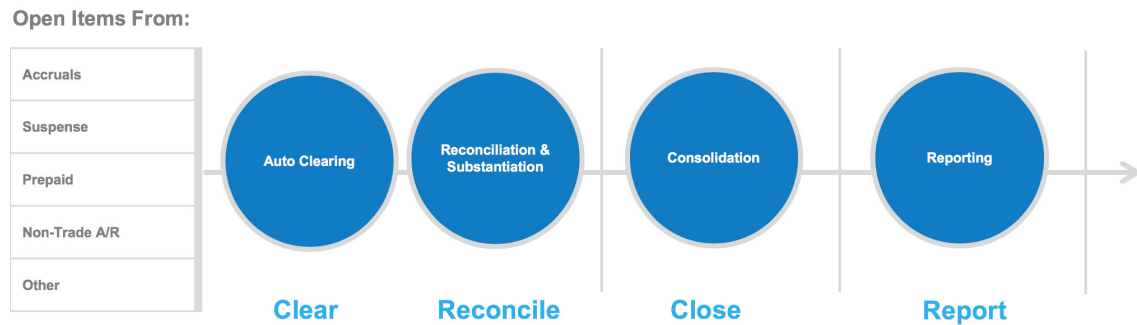 Open Items From:
Accruals
Suspense
Prepaid
Non-Trade A/R
Other
Auto Clearing
Reconciliation &
Substantiation
Consolidation
Reporting
Clear
Reconcile
Close
Report